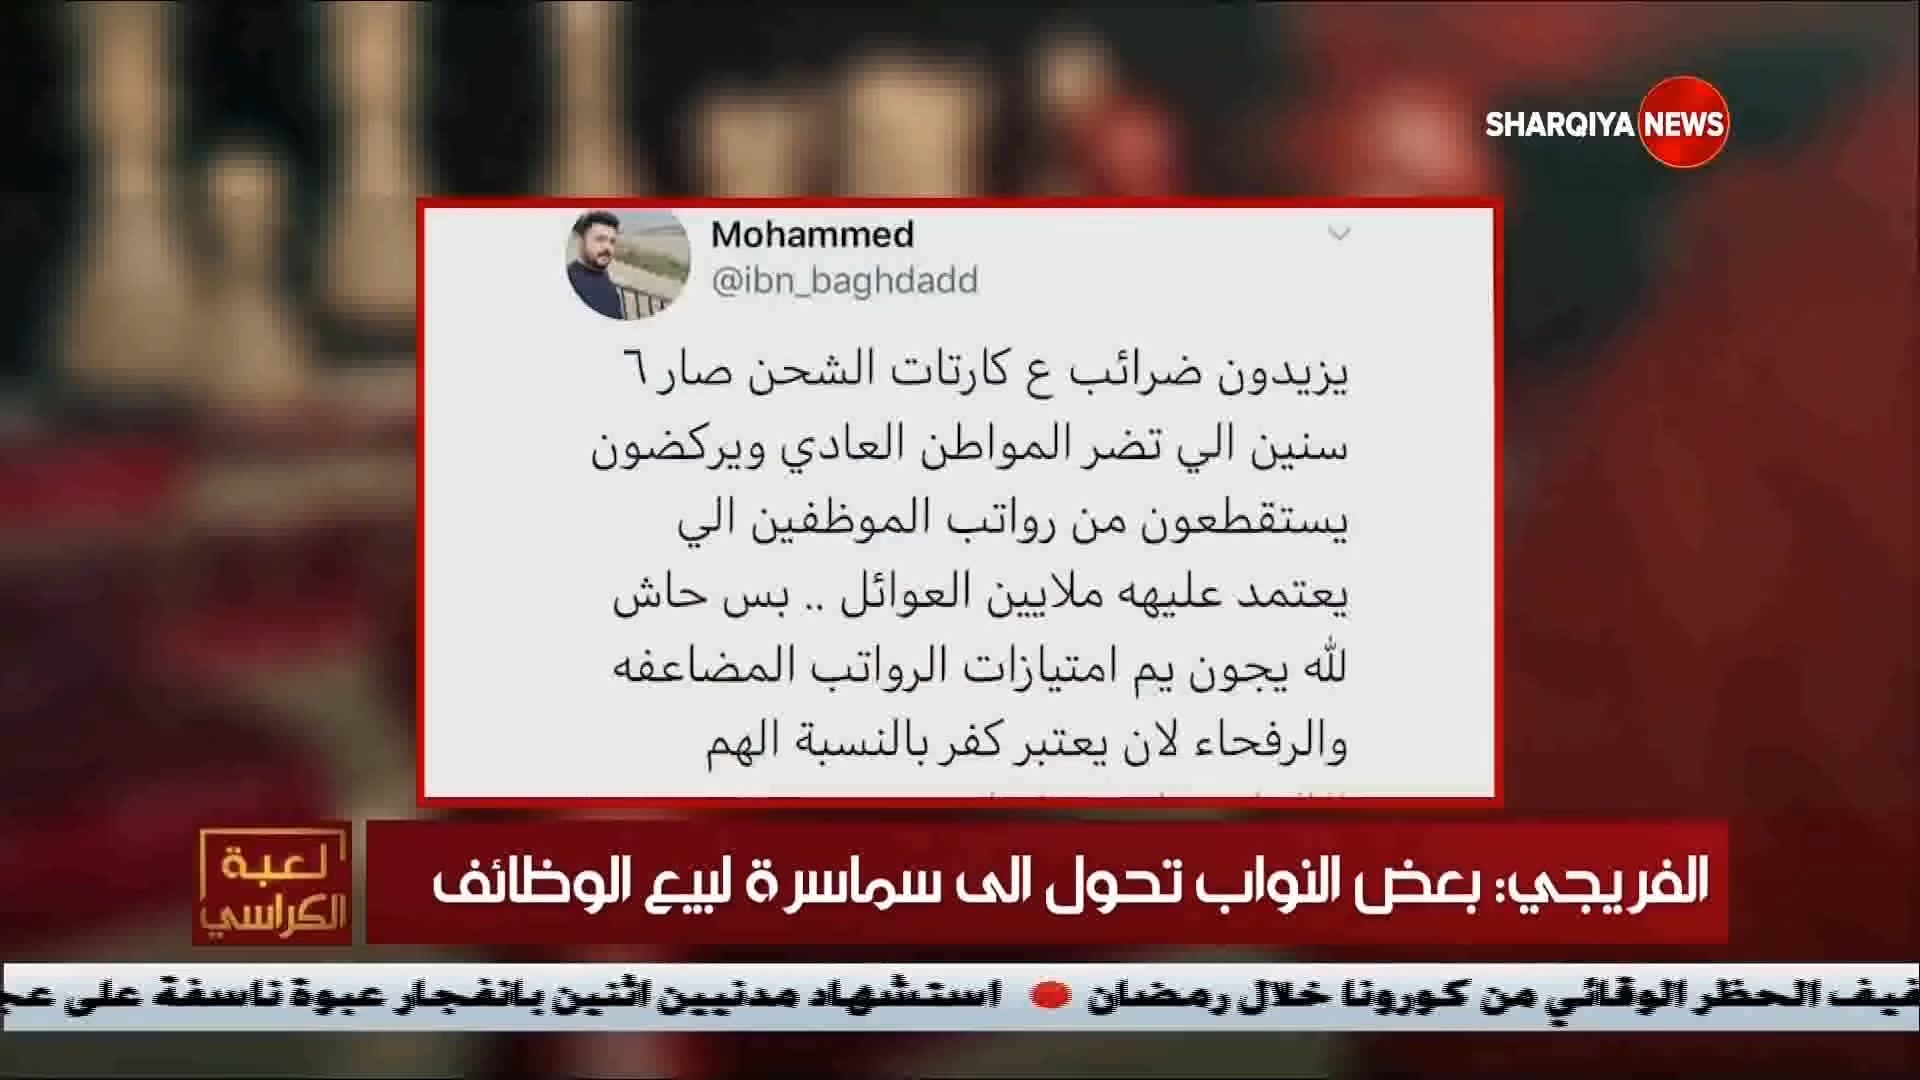 SHARQIYA NEWS
Mohammed
@ibn_baghdadd
يزيدون ضرائب ع كارتات الشحن صار ٦
سنين الي تضر المواطن العادي ويركضون
يستقطعون من رواتب الموظفين الي
يعتمد عليهه ملايين العوائل .. بس حاش
لله يجون يم امتيازات الرواتب المضاعفه
والرفحاء لان يعتبر كفر بالنسبة الهم
لعبة
الكراسي
الفريجي: بعض النواب تحول الى سماسرة لبيع الوظائف
الحظر الوقائي من كورونا خلال رمضان ● استشهاد مدنيين اثنين بانفجار عبوة ناسفة على